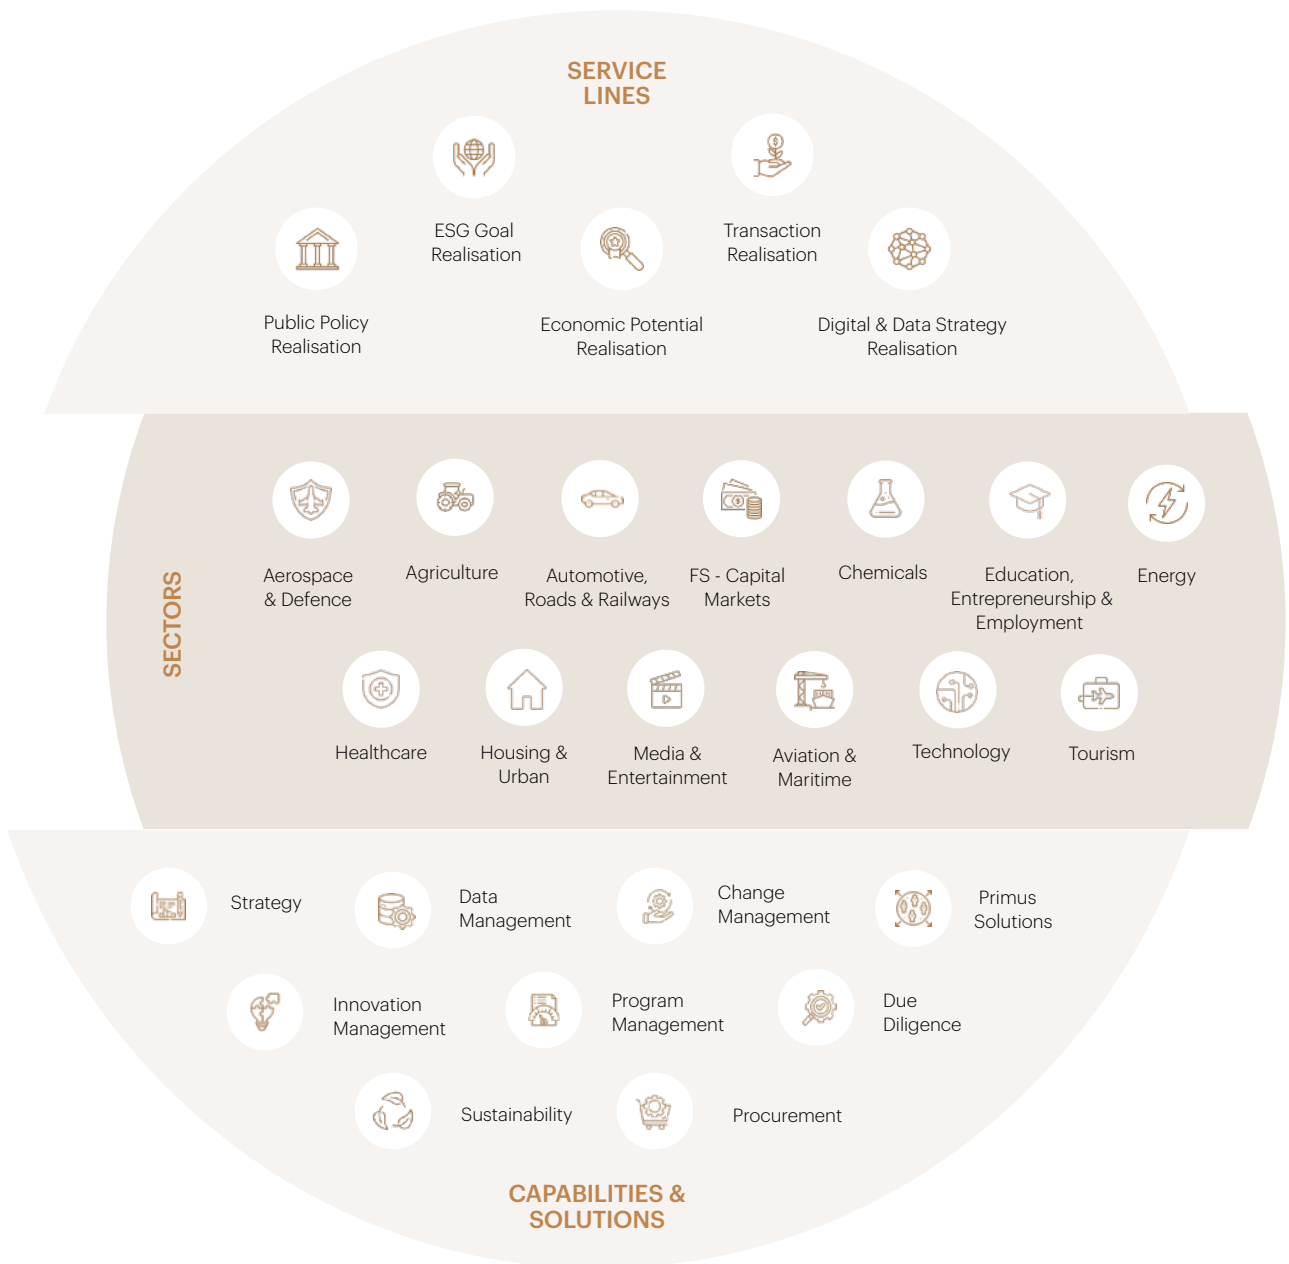 SERVICE
LINES
ESG Goal
Realisation
Transaction
Realisation
Public Policy
Realisation
Economic Potential
Realisation
Digital & Data Strategy
Realisation
SECTORS
Aerospace
& Defence
Agriculture
Automotive,
Roads & Railways
FS - Capital
Markets
Chemicals
Education,
Entrepreneurship &
Employment
Energy
Healthcare
Housing &
Urban
Media &
Entertainment
Aviation &
Maritime
Technology
Tourism
Strategy
Data
Management
Change
Management
Primus
Solutions
Innovation
Management
Program
Management
Due
Diligence
Sustainability
Procurement
CAPABILITIES &
SOLUTIONS